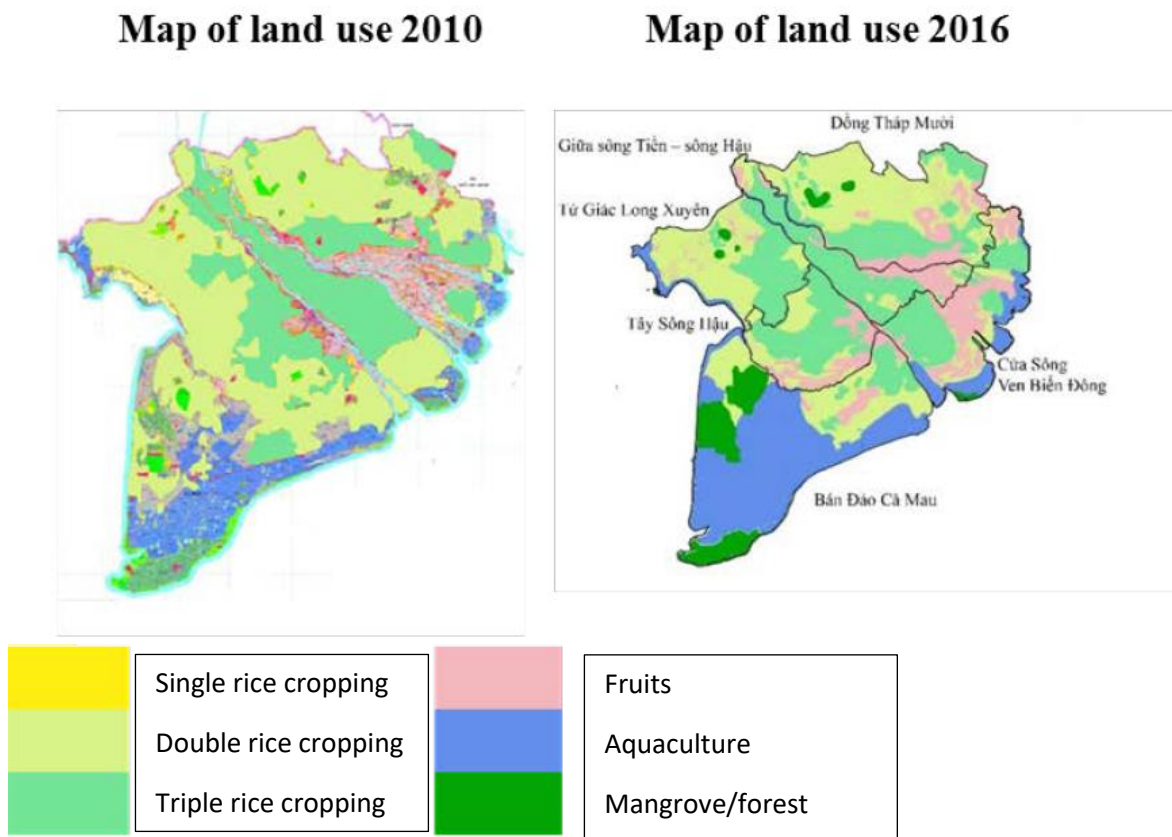 Map of land use 2010
Map of land use 2016
Đồng Tháp Mười
Giữa sông Tiền – sông Hậu
Tứ Giác Long Xuyên
Tây Sông Hậu
Cửa Sông
Ven Biển Đông
Bán Đảo Cà Mau
Single rice cropping
Double rice cropping
Triple rice cropping
Fruits
Aquaculture
Mangrove/forest